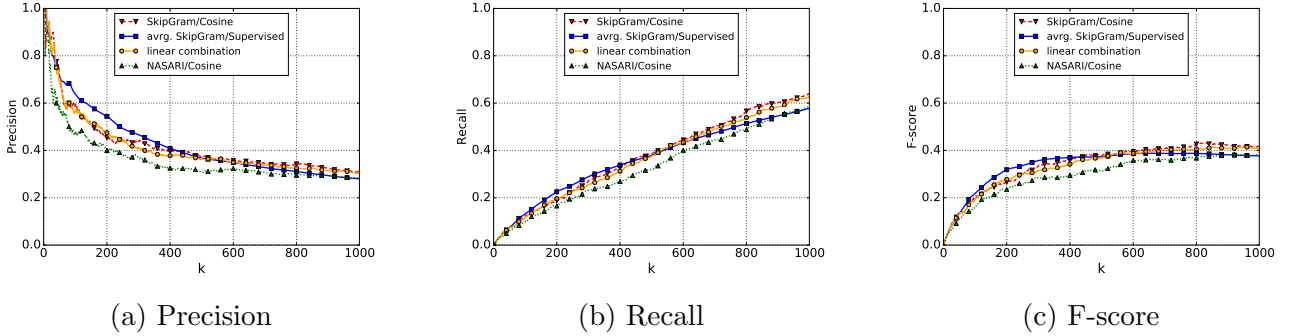 1.0
0.8
0.6
0.4
0.2
0.0
Precision
0 200 400 600 800 1000
k
SkipGram/Cosine
avrg. SkipGram/Supervised
linear combination
NASARI/Cosine
(a) Precision
1.0
0.8
0.6
0.4
0.2
0.0
Recall
0 200 400 600 800 1000
k
SkipGram/Cosine
avrg. SkipGram/Supervised
linear combination
NASARI/Cosine
(b) Recall
1.0
0.8
0.6
0.4
0.2
0.0
F-score
0 200 400 600 800 1000
k
SkipGram/Cosine
avrg. SkipGram/Supervised
linear combination
NASARI/Cosine
(c) F-score